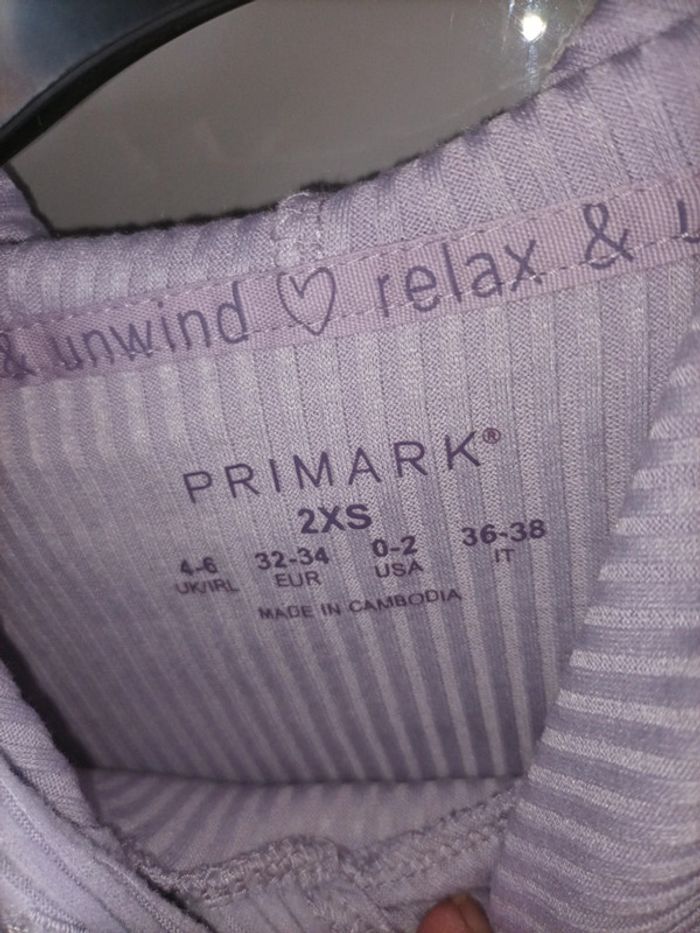 & unwind ♡ relax & u
PRIMARK®
2XS
4-6 32-34 0-2 36-38
UK/IRL EUR USA IT
MADE IN CAMBODIA